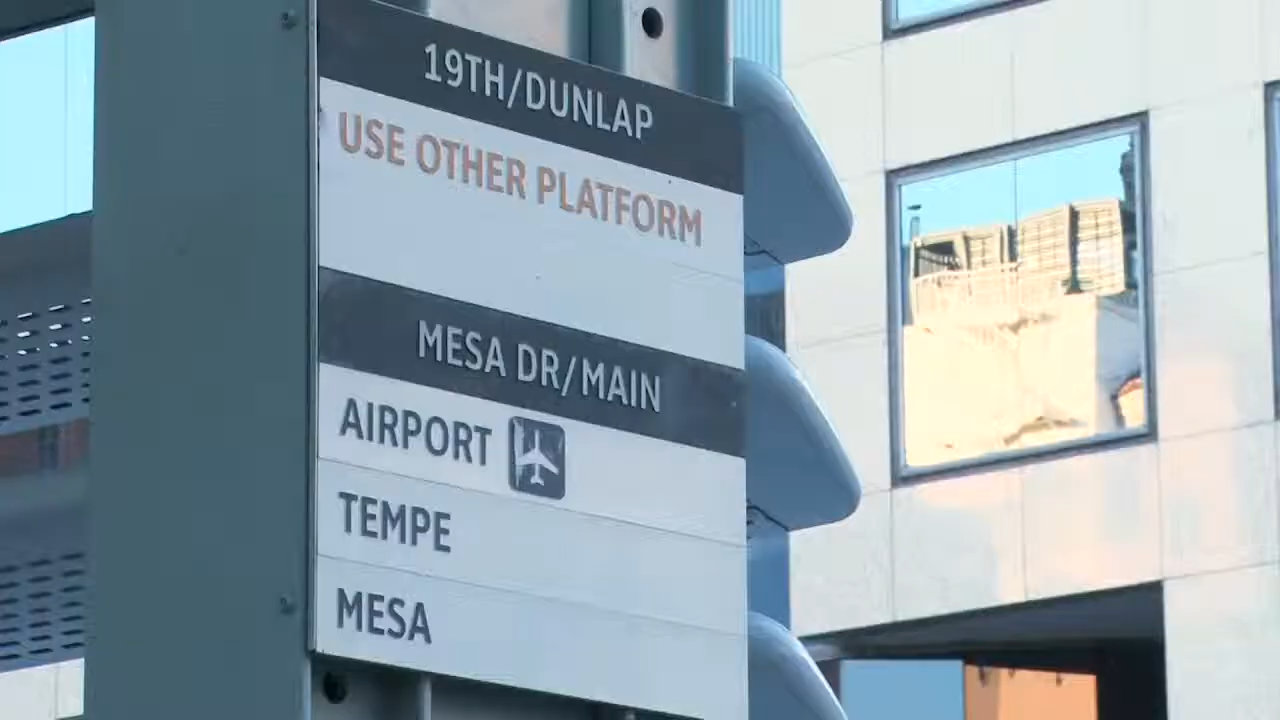 19TH/DUNLAP
USE OTHER PLATFORM
MESA DR/MAIN
AIRPORT
TEMPE
MESA